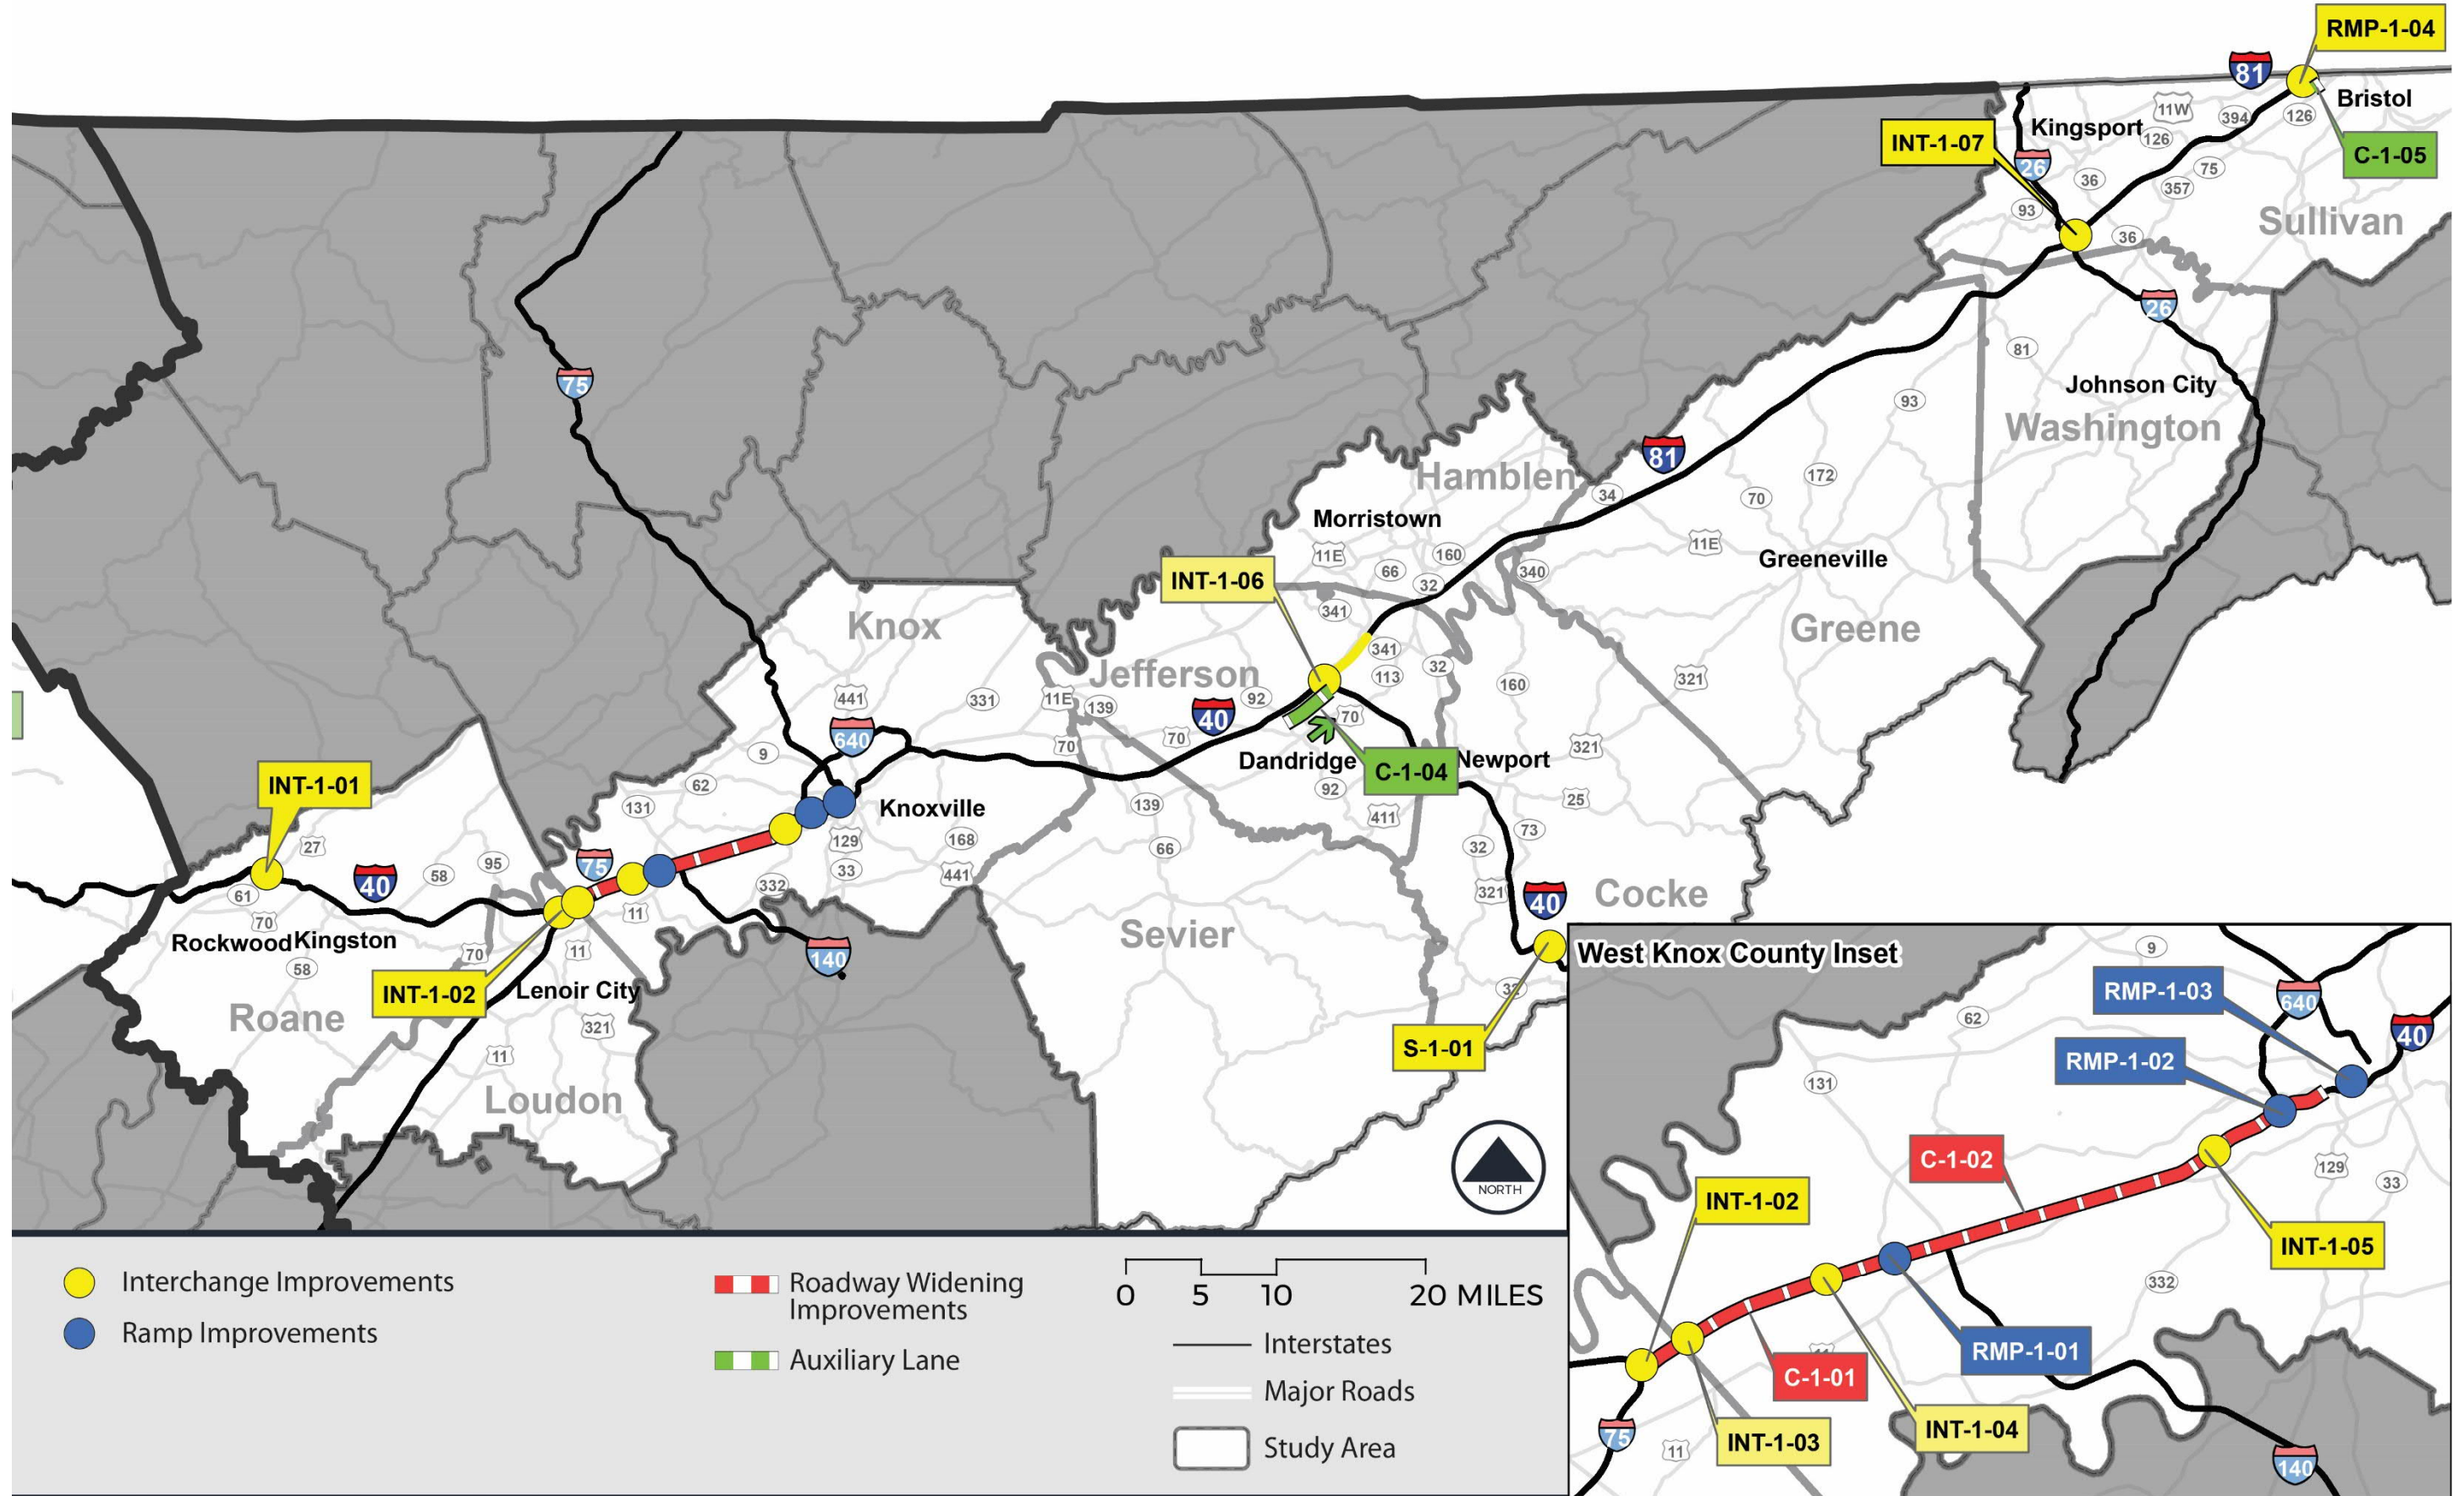 RMP-1-04
81
Bristol
11W
394
126
Kingsport
126
INT-1-07
C-1-05
26
75
36
357
93
Sullivan
36
26
81
75
Johnson City
93
Washington
81
Hamblen
172
34
70
Morristown
11E
160
11E
Greeneville
INT-1-06
66
340
32
341
Knox
Greene
341
32
Jefferson
113
321
160
441
331
11E
92
139
40
70
640
70
70
321
9
Dandridge
Newport
C-1-04
INT-1-01
62
92
25
131
139
Knoxville
411
73
27
129
168
66
32
95
75
33
441
58
40
332
321
40
Cocke
61
11
70
Sevier
Rockwood
Kingston
70
11
140
58
INT-1-02
Lenoir City
Roane
321
S-1-01
11
Loudon
NORTH
West Knox County Inset
9
RMP-1-03
640
62
40
RMP-1-02
131
C-1-02
129
33
INT-1-02
INT-1-05
332
RMP-1-01
C-1-01
INT-1-04
75
INT-1-03
11
140
Interchange Improvements
Ramp Improvements
Roadway Widening
Improvements
Auxiliary Lane
0 5 10 20 MILES
Interstates
Major Roads
Study Area